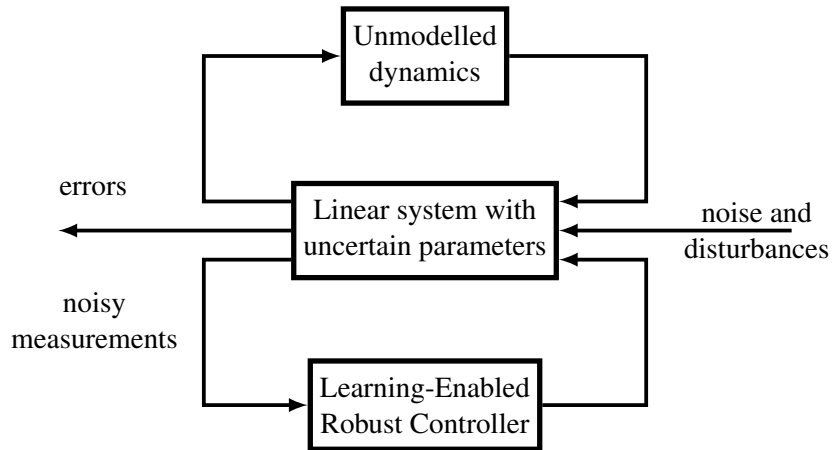 Unmodelled
dynamics
errors
Linear system with
uncertain parameters
noise and
disturbances
noisy
measurements
Learning-Enabled
Robust Controller